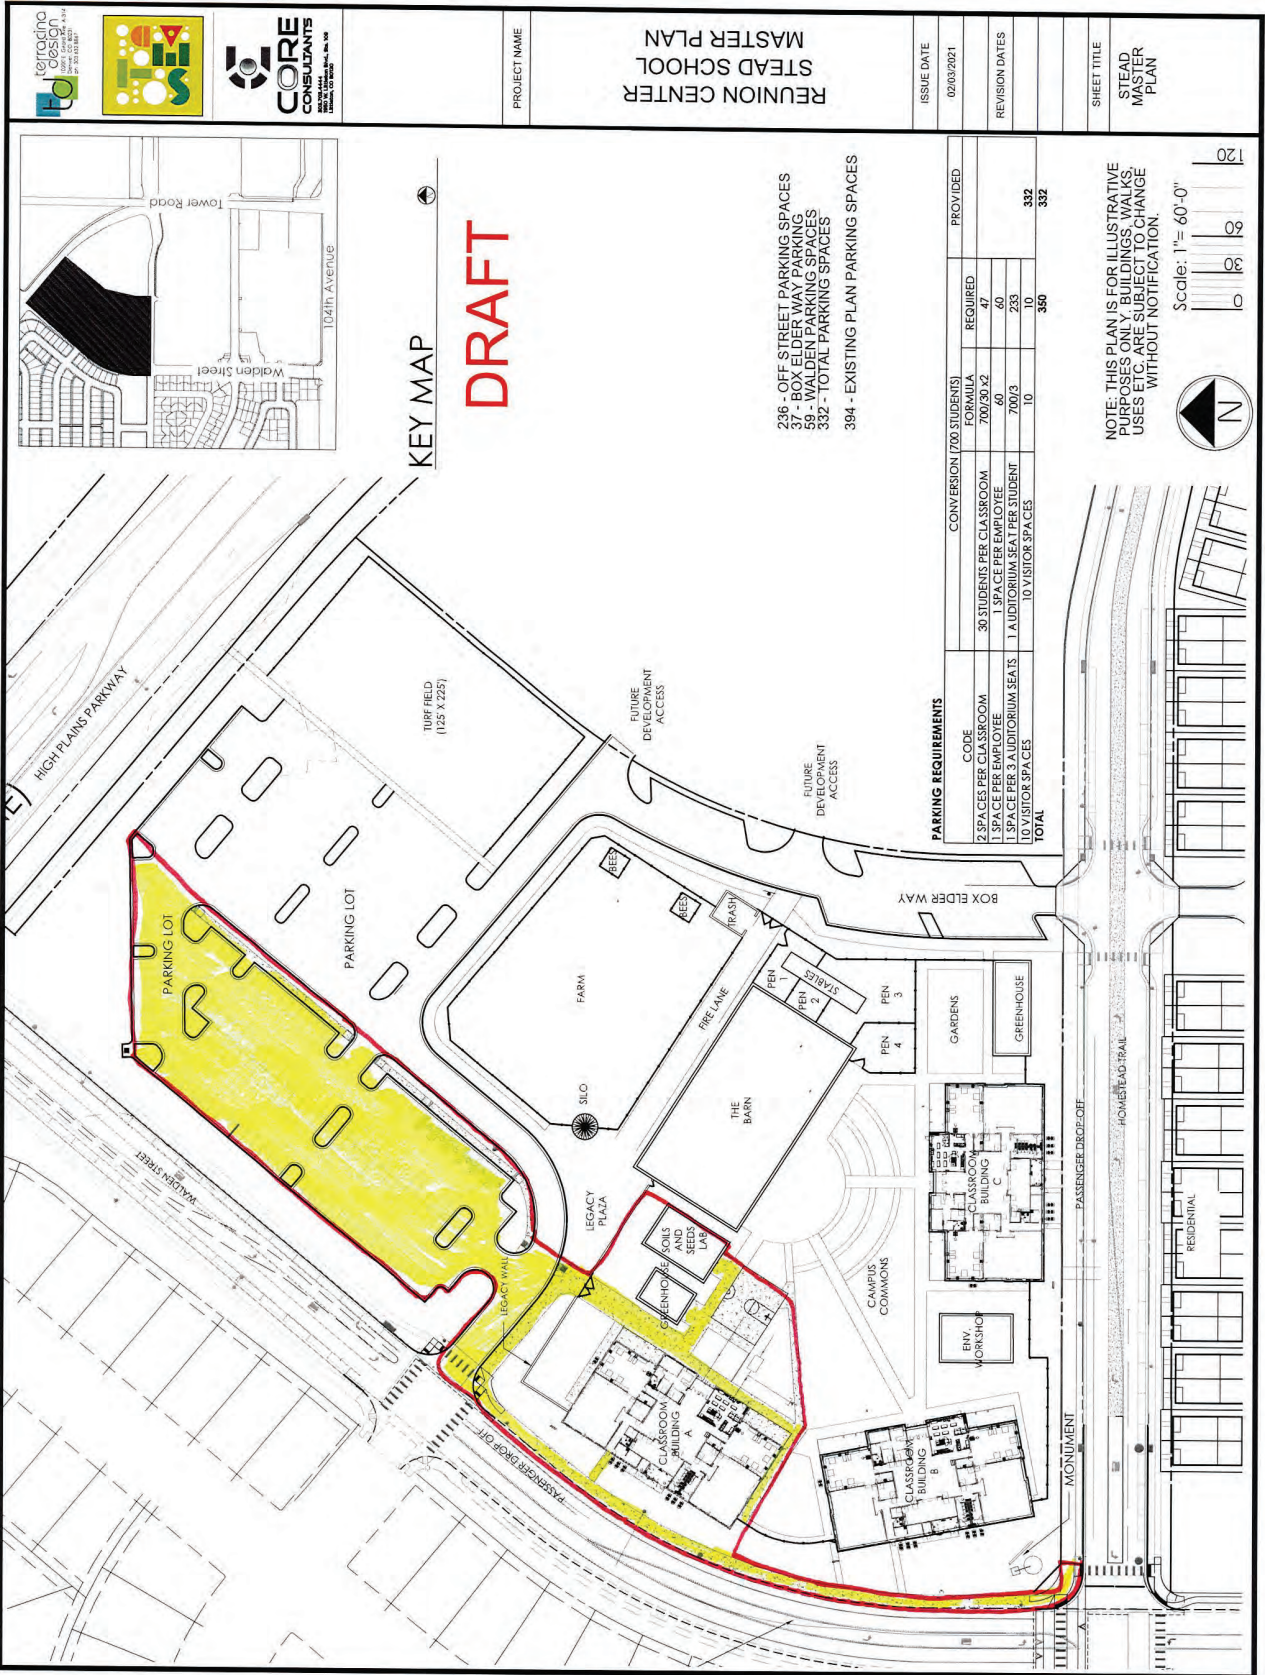 terracina
design
CORE
CONSULTANTS
303.703.4444
PROJECT NAME
REUNION CENTER
STEAD SCHOOL
MASTER PLAN
ISSUE DATE
02/03/2021
REVISION DATES
SHEET TITLE
STEAD
MASTER
PLAN
Tower Road
Walden Street
104th Avenue
KEY MAP
DRAFT
236 - OFF STREET PARKING SPACES
37 - BOX ELDER WAY PARKING
59 - WALDEN PARKING SPACES
332 - TOTAL PARKING SPACES
394 - EXISTING PLAN PARKING SPACES
PARKING REQUIREMENTS
CODE CONVERSION (700 STUDENTS) FORMULA REQUIRED PROVIDED
2 SPACES PER CLASSROOM 30 STUDENTS PER CLASSROOM 700/30 x2 47
1 SPACE PER EMPLOYEE 1 SPACE PER EMPLOYEE 60 60
1 SPACE PER 3 AUDITORIUM SEATS 1 AUDITORIUM SEAT PER STUDENT 700/3 233
10 VISITOR SPACES 10 VISITOR SPACES 10 10 332
TOTAL 350 332
NOTE: THIS PLAN IS FOR ILLUSTRATIVE
PURPOSES ONLY. BUILDINGS, WALKS,
USES ETC. ARE SUBJECT TO CHANGE
WITHOUT NOTIFICATION.
N
Scale: 1"= 60'-0"
0 30 60 120
HIGH PLAINS PARKWAY
TURF FIELD
(125' X 225')
FUTURE
DEVELOPMENT
ACCESS
FUTURE
DEVELOPMENT
ACCESS
PARKING LOT
PARKING LOT
WALDEN STREET
BEES
BEES
TRASH
FARM
FIRE LANE
SILO
BOX ELDER WAY
PEN
1
PEN
2
STABLES
PEN
3
PEN
4
GARDENS
GREENHOUSE
THE
BARN
LEGACY
PLAZA
LEGACY WALL
SOILS
AND
SEEDS
LAB
GREENHOUSE
CAMPUS
COMMONS
CLASSROOM
BUILDING
C
ENV.
WORKSHOP
CLASSROOM
BUILDING
A
CLASSROOM
BUILDING
B
PASSENGER DROP OFF
PASSENGER DROP-OFF
HOMESTEAD TRAIL
RESIDENTIAL
MONUMENT